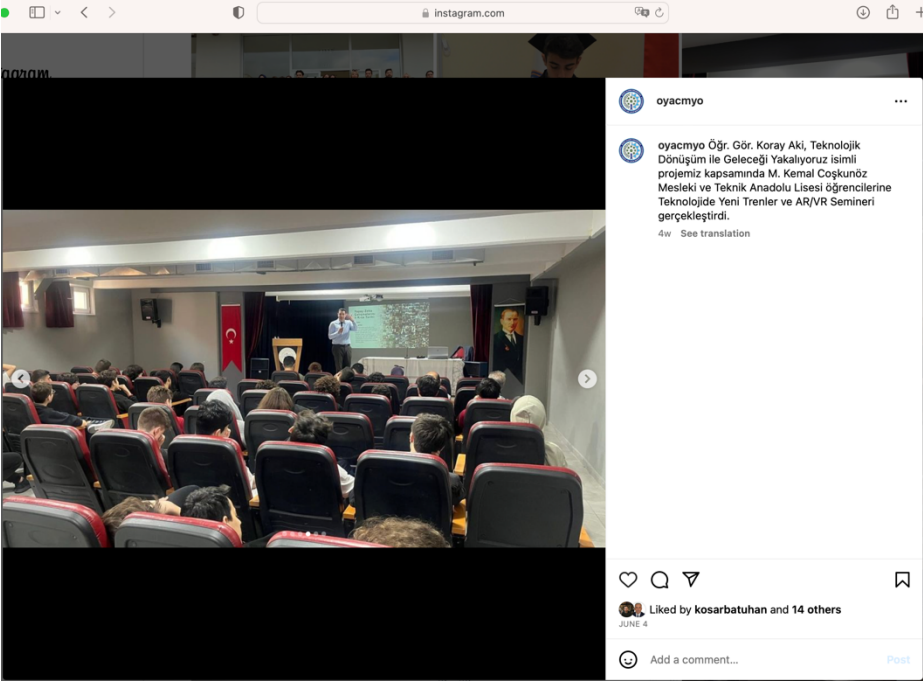 instagram.com
agram
oyacmyo
oyacmyo Öğr. Gör. Koray Aki, Teknolojik
Dönüşüm ile Geleceği Yakalıyoruz isimli
projemiz kapsamında M. Kemal Coşkunöz
Mesleki ve Teknik Anadolu Lisesi öğrencilerine
Teknolojide Yeni Trenler ve AR/VR Semineri
gerçekleştirdi.
4w See translation
Liked by kosarbatuhan and 14 others
JUNE 4
Add a comment...
Post